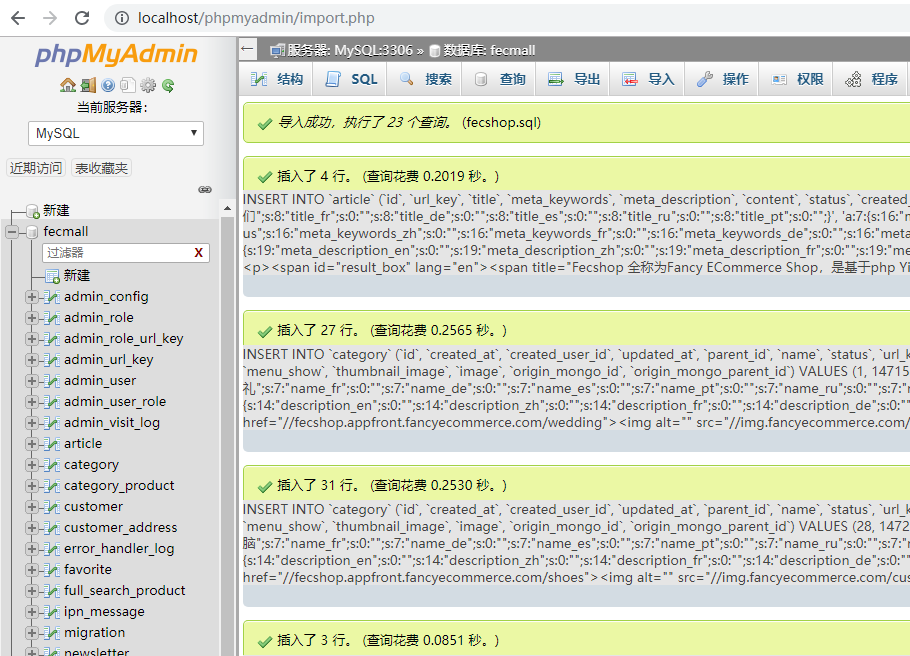 localhost/phpmyadmin/import.php
phpMyAdmin
当前服务器:
MySQL
近期访问 表收藏夹
新建
fecmall
过滤器 X
新建
admin_config
admin_role
admin_role_url_key
admin_url_key
admin_user
admin_user_role
admin_visit_log
article
category
category_product
customer
customer_address
error_handler_log
favorite
full_search_product
ipn_message
migration
newsletter
服务器: MySQL:3306 » 数据库: fecmall
结构 SQL 搜索 查询 导出 导入 操作 权限 程序
导入成功，执行了 23 个查询。 (fecshop.sql)
插入了 4 行。 (查询花费 0.2019 秒。)
INSERT INTO `article` (`id`, `url_key`, `title`, `meta_keywords`, `meta_description`, `content`, `status`, `created_
们";s:8:"title_fr";s:0:"";s:8:"title_de";s:0:"";s:8:"title_es";s:0:"";s:8:"title_ru";s:0:"";s:8:"title_pt";s:0:"";}', 'a:7:{s:16:"me
us";s:16:"meta_keywords_zh";s:0:"";s:16:"meta_keywords_fr";s:0:"";s:16:"meta_keywords_de";s:0:"";s:16:"meta
{s:19:"meta_description_en";s:0:"";s:19:"meta_description_zh";s:0:"";s:19:"meta_description_fr";s:0:"";s:19:"me
<p><span id="result_box" lang="en"><span title="Fecshop 全称为Fancy ECommerce Shop，是基于php Yi
插入了 27 行。 (查询花费 0.2565 秒。)
INSERT INTO `category` (`id`, `created_at`, `created_user_id`, `updated_at`, `parent_id`, `name`, `status`, `url_k
`menu_show`, `thumbnail_image`, `image`, `origin_mongo_id`, `origin_mongo_parent_id`) VALUES (1, 14715
礼";s:7:"name_fr";s:0:"";s:7:"name_de";s:0:"";s:7:"name_es";s:0:"";s:7:"name_pt";s:0:"";s:7:"name_ru";s:0:"";s:7:"n
{s:14:"description_en";s:0:"";s:14:"description_zh";s:0:"";s:14:"description_fr";s:0:"";s:14:"description_de";s:0:"
href="//fecshop.appfront.fancyecommerce.com/wedding"><img alt="" src="//img.fancyecommerce.com/
插入了 31 行。 (查询花费 0.2530 秒。)
INSERT INTO `category` (`id`, `created_at`, `created_user_id`, `updated_at`, `parent_id`, `name`, `status`, `url_k
`menu_show`, `thumbnail_image`, `image`, `origin_mongo_id`, `origin_mongo_parent_id`) VALUES (28, 1472
脑";s:7:"name_fr";s:0:"";s:7:"name_de";s:0:"";s:7:"name_es";s:0:"";s:7:"name_pt";s:0:"";s:7:"name_ru";s:0:"";s:7:"n
{s:14:"description_en";s:0:"";s:14:"description_zh";s:0:"";s:14:"description_fr";s:0:"";s:14:"description_de";s:0:"
href="//fecshop.appfront.fancyecommerce.com/shoes"><img alt="" src="//img.fancyecommerce.com/cus
插入了 3 行。 (查询花费 0.0851 秒。)